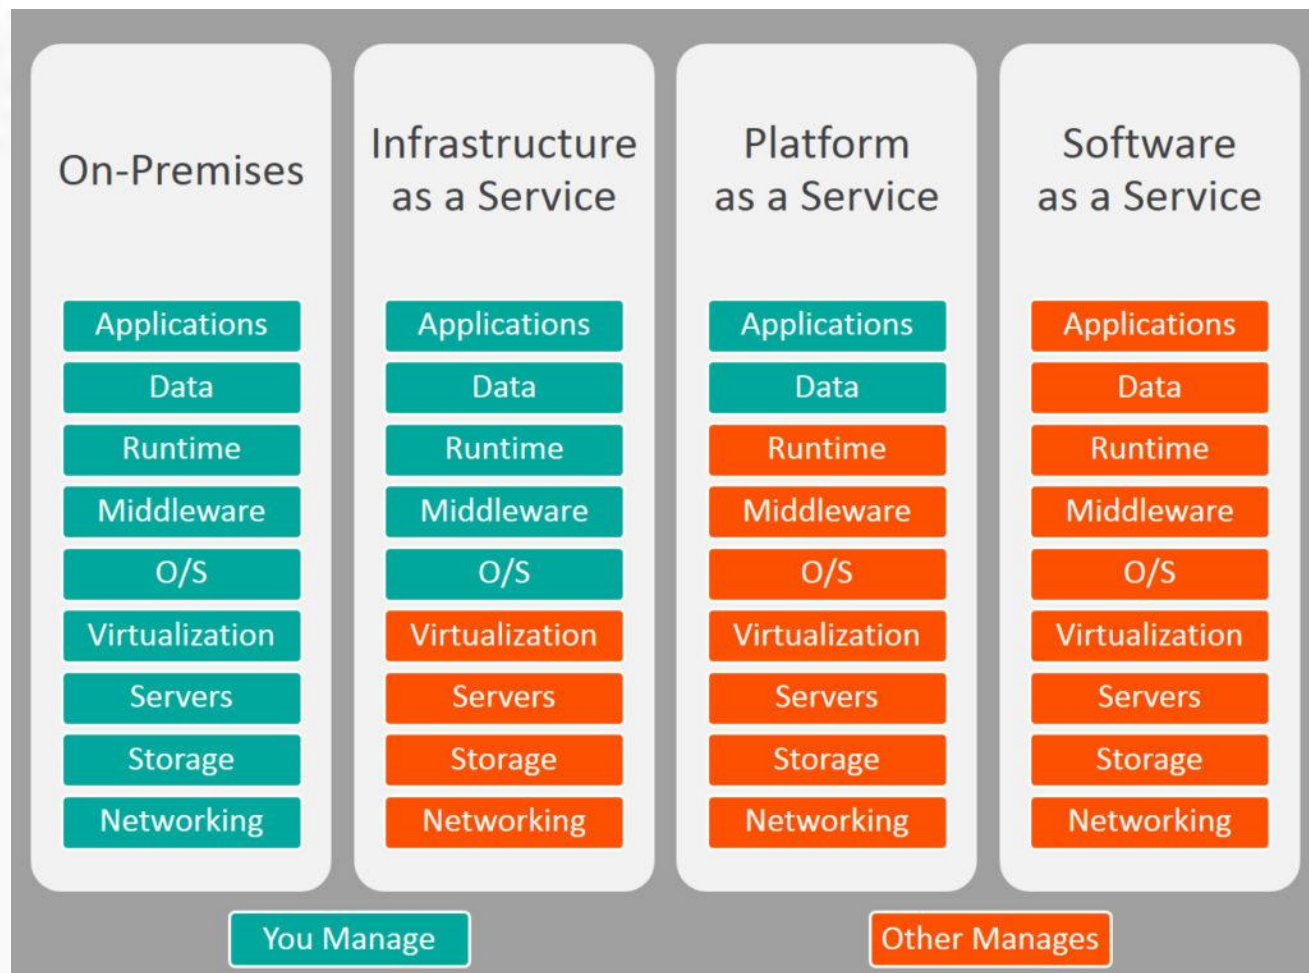 On-Premises
Applications
Data
Runtime
Middleware
O/S
Virtualization
Servers
Storage
Networking
Infrastructure
as a Service
Applications
Data
Runtime
Middleware
O/S
Virtualization
Servers
Storage
Networking
Platform
as a Service
Applications
Data
Runtime
Middleware
O/S
Virtualization
Servers
Storage
Networking
Software
as a Service
Applications
Data
Runtime
Middleware
O/S
Virtualization
Servers
Storage
Networking
You Manage
Other Manages